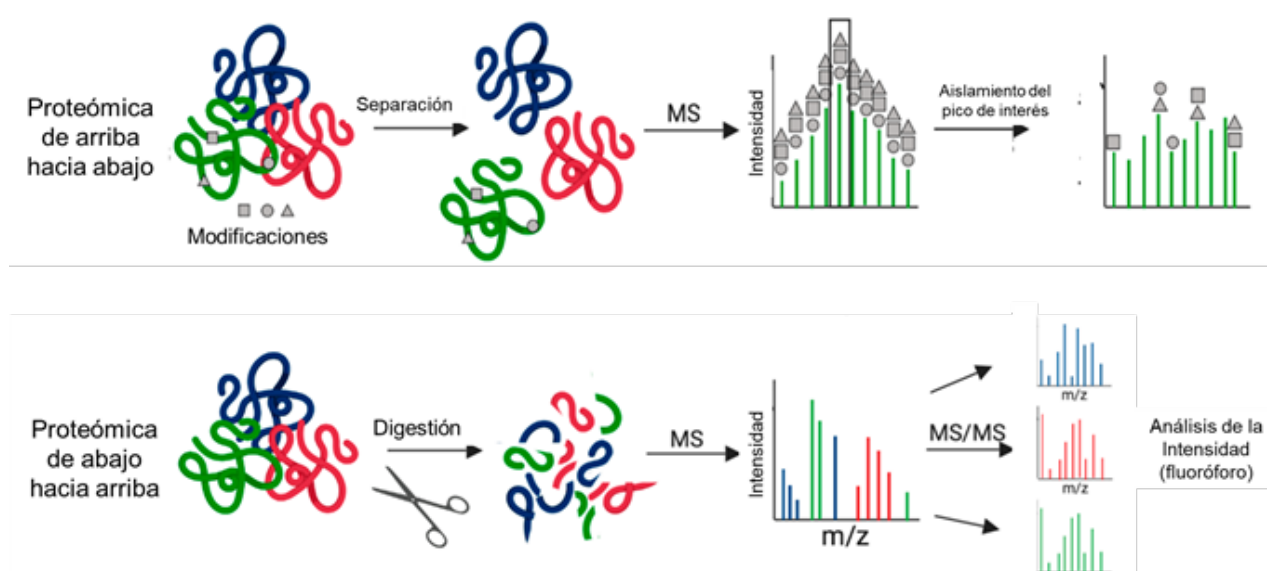 Proteómica
de arriba
hacia abajo
Modificaciones
Separación
MS
Intensidad
Aislamiento del
pico de interés
Proteómica
de abajo
hacia arriba
Digestión
MS
Intensidad
m/z
MS/MS
m/z
m/z
Análisis de la
Intensidad
(fluoróforo)